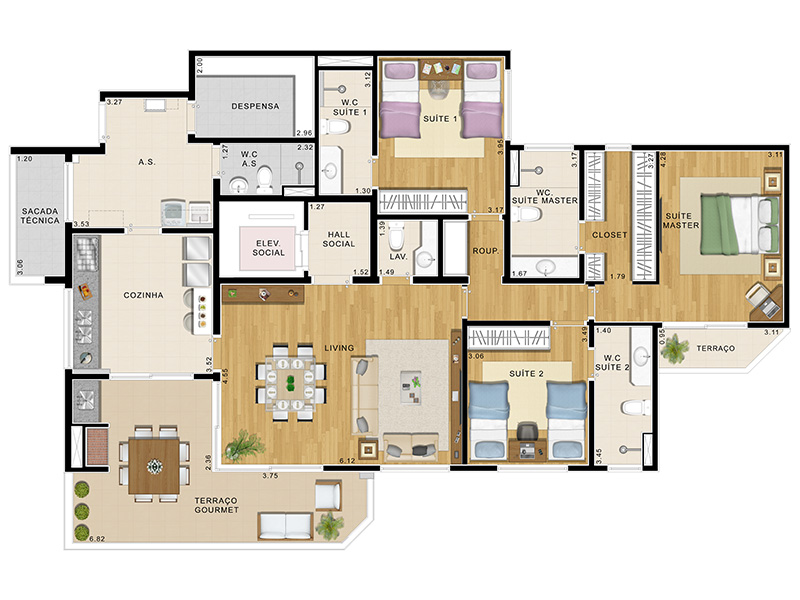 2.00
DESPENSA
2.96
3.12
W.C
SUÍTE 1
1.30
SUÍTE 1
3.95
3.17
3.27
A.S.
3.53
1.27
W.C
A.S
2.32
1.20
SACADA
TÉCNICA
3.06
ELEV.
SOCIAL
1.27
HALL
SOCIAL
1.52
1.39
LAV.
1.49
ROUP.
3.17
WC.
SUÍTE MASTER
1.67
3.27
CLOSET
1.79
4.28
3.11
SUÍTE
MASTER
COZINHA
3.52
LIVING
4.55
6.12
3.06
3.49
SUÍTE 2
1.40
W.C
SUÍTE 2
3.45
0.95
3.11
TERRAÇO
2.36
3.75
TERRAÇO
GOURMET
6.82